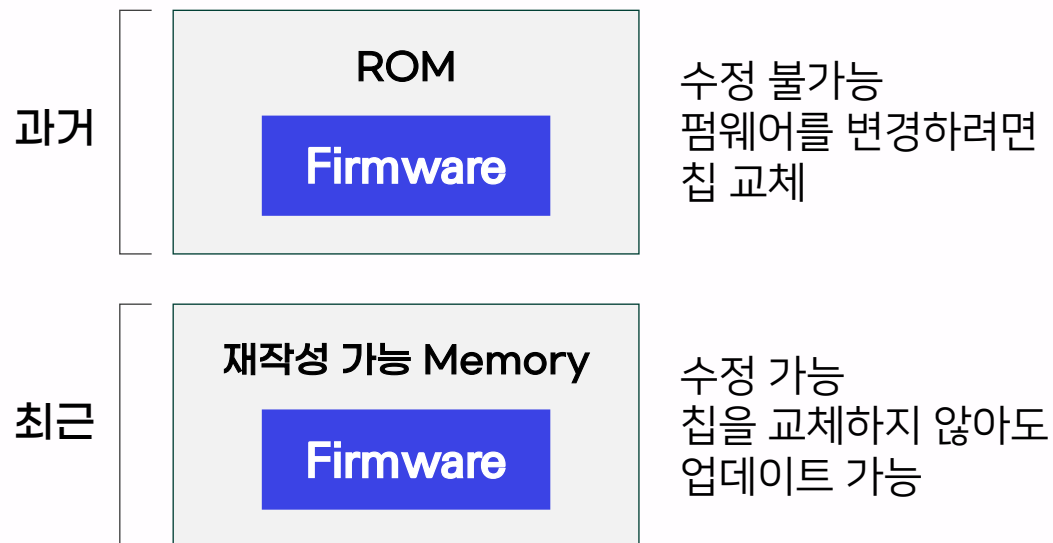 과거
ROM
Firmware
수정 불가능
펌웨어를 변경하려면
칩 교체
최근
재작성 가능 Memory
Firmware
수정 가능
칩을 교체하지 않아도
업데이트 가능